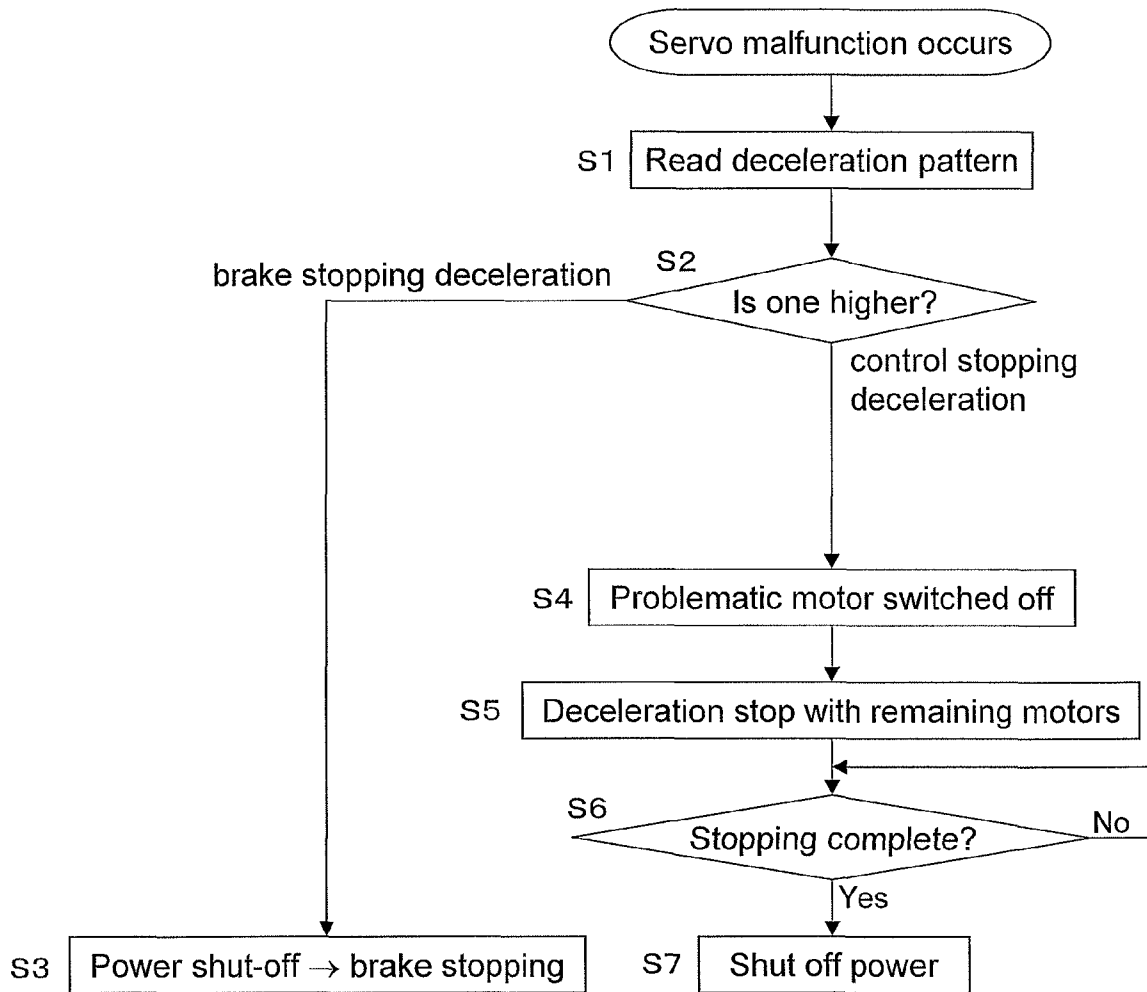 Servo malfunction occurs
S1 Read deceleration pattern
S2
brake stopping deceleration
Is one higher?
control stopping
deceleration
S4 Problematic motor switched off
S5 Deceleration stop with remaining motors
S6
Stopping complete?
No
Yes
S3 Power shut-off → brake stopping
S7 Shut off power